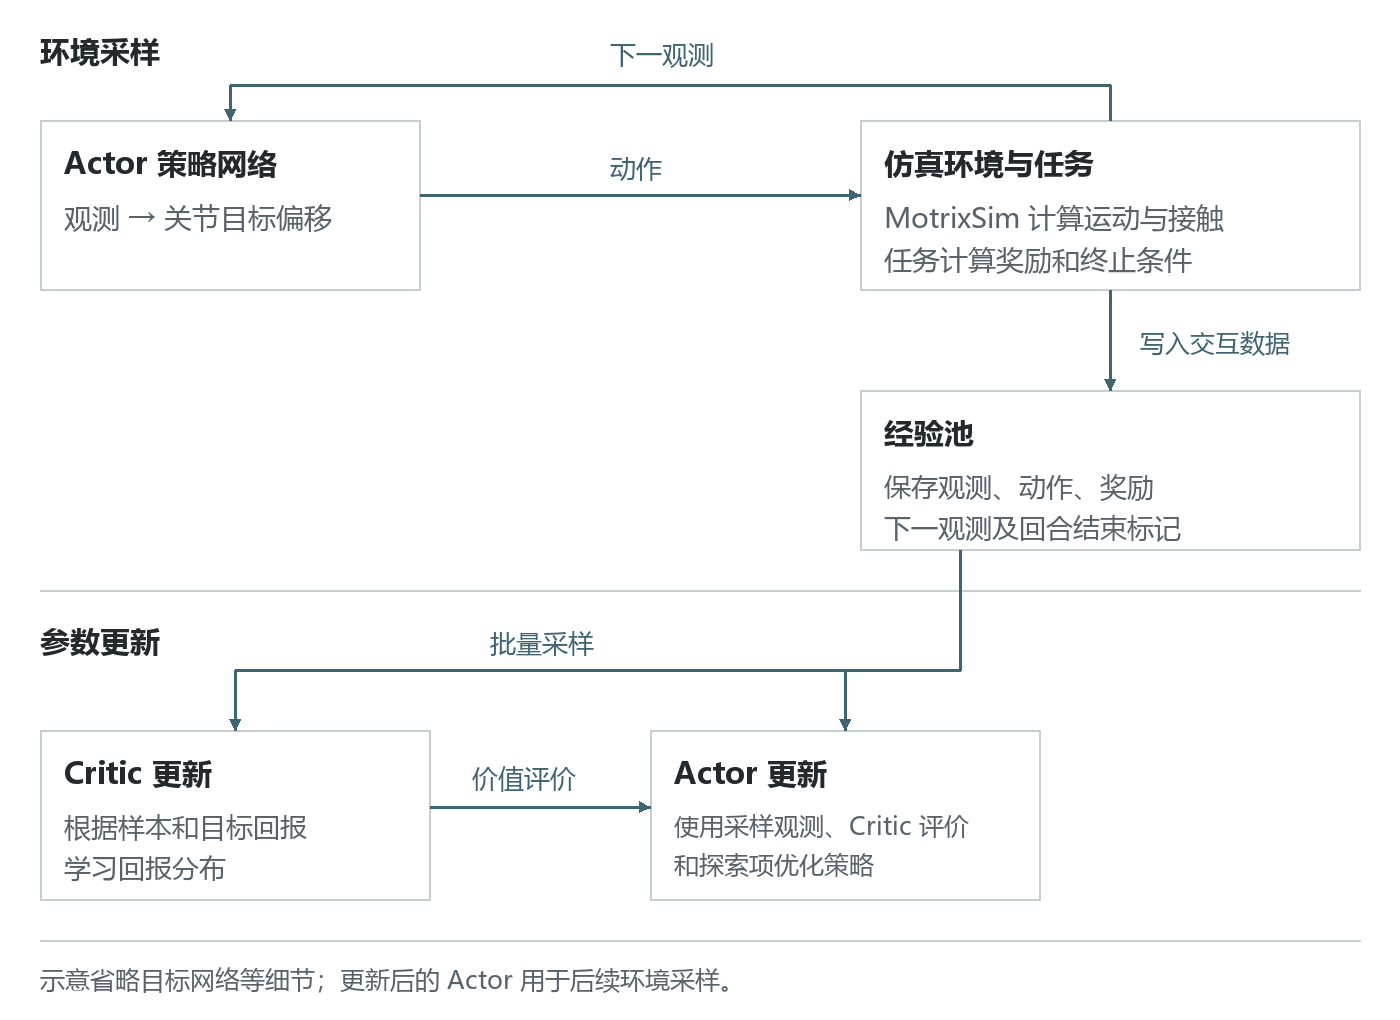 环境采样
下一观测
Actor 策略网络
观测 → 关节目标偏移
动作
仿真环境与任务
MotrixSim 计算运动与接触
任务计算奖励和终止条件
写入交互数据
经验池
保存观测、动作、奖励
下一观测及回合结束标记
参数更新
批量采样
Critic 更新
根据样本和目标回报
学习回报分布
价值评价
Actor 更新
使用采样观测、Critic 评价
和探索项优化策略
示意省略目标网络等细节；更新后的 Actor 用于后续环境采样。